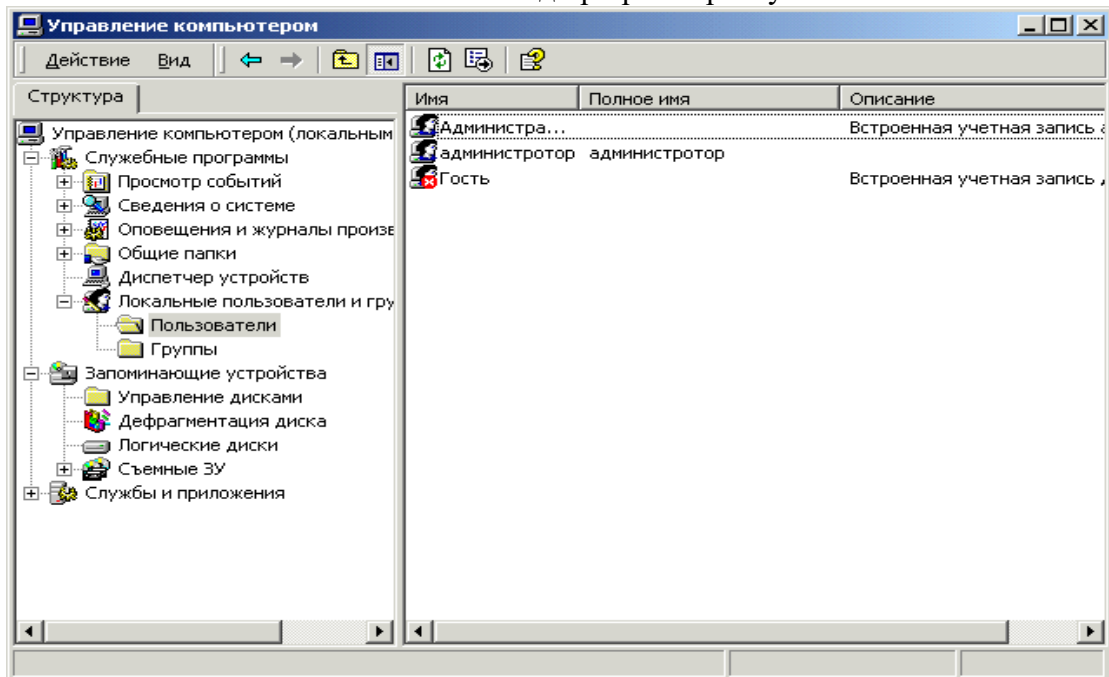 Управление компьютером
Действие Вид
Структура
Имя Полное имя Описание
Управление компьютером (локальным
Служебные программы
Просмотр событий
Сведения о системе
Оповещения и журналы произв
Общие папки
Диспетчер устройств
Локальные пользователи и гру
Пользователи
Группы
Запоминающие устройства
Управление дисками
Дефрагментация диска
Логические диски
Съемные ЗУ
Службы и приложения
Администра... Встроенная учетная запись
администротор администротор
Гость Встроенная учетная запись